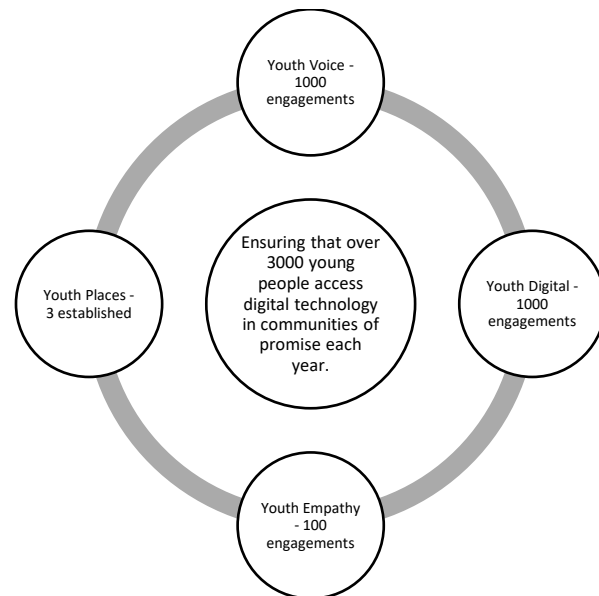 Youth Voice -
1000
engagements
Ensuring that over
3000 young
people access
digital technology
in communities of
promise each
year.
Youth Places -
3 established
Youth Digital -
1000
engagements
Youth Empathy
- 100
engagements